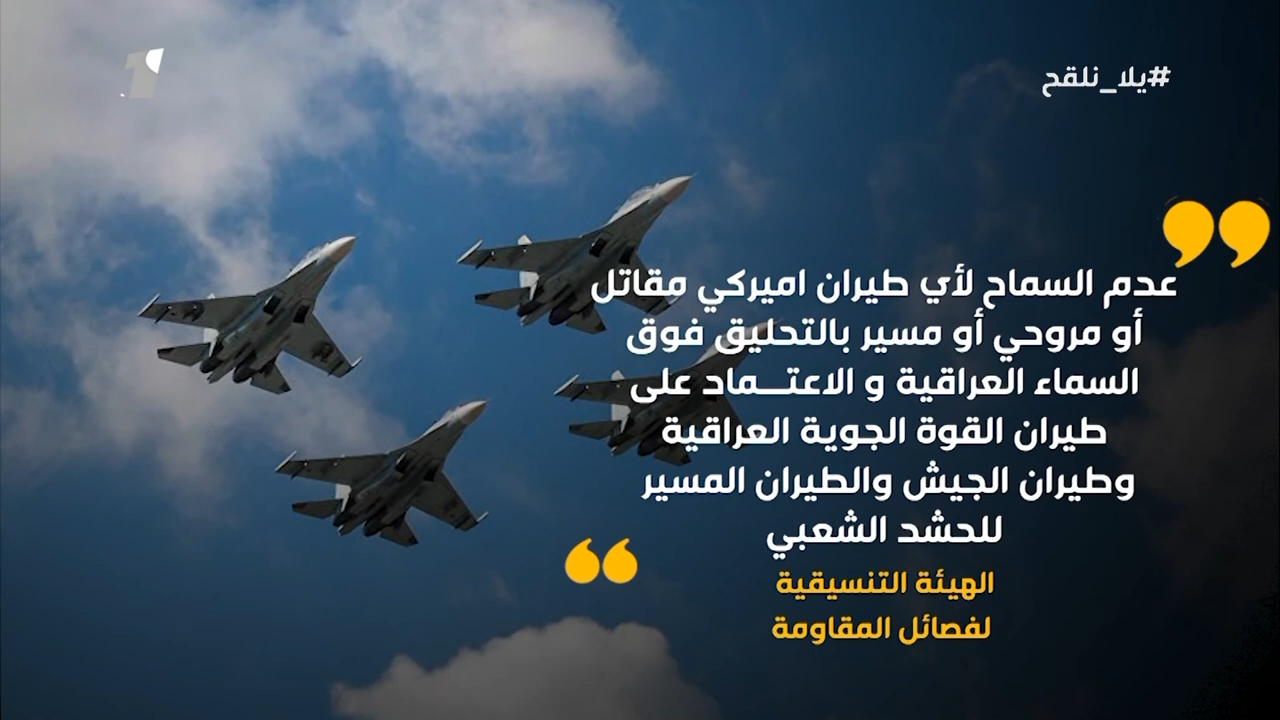 #يلا_نلقح
عدم السماح لأي طيران اميركي مقاتل
أو مروحي أو مسير بالتحليق فوق
السماء العراقية و الاعتـــماد على
طيران القوة الجوية العراقية
وطيران الجيش والطيران المسير
للحشد الشعبي
الهيئة التنسيقية
لفصائل المقاومة